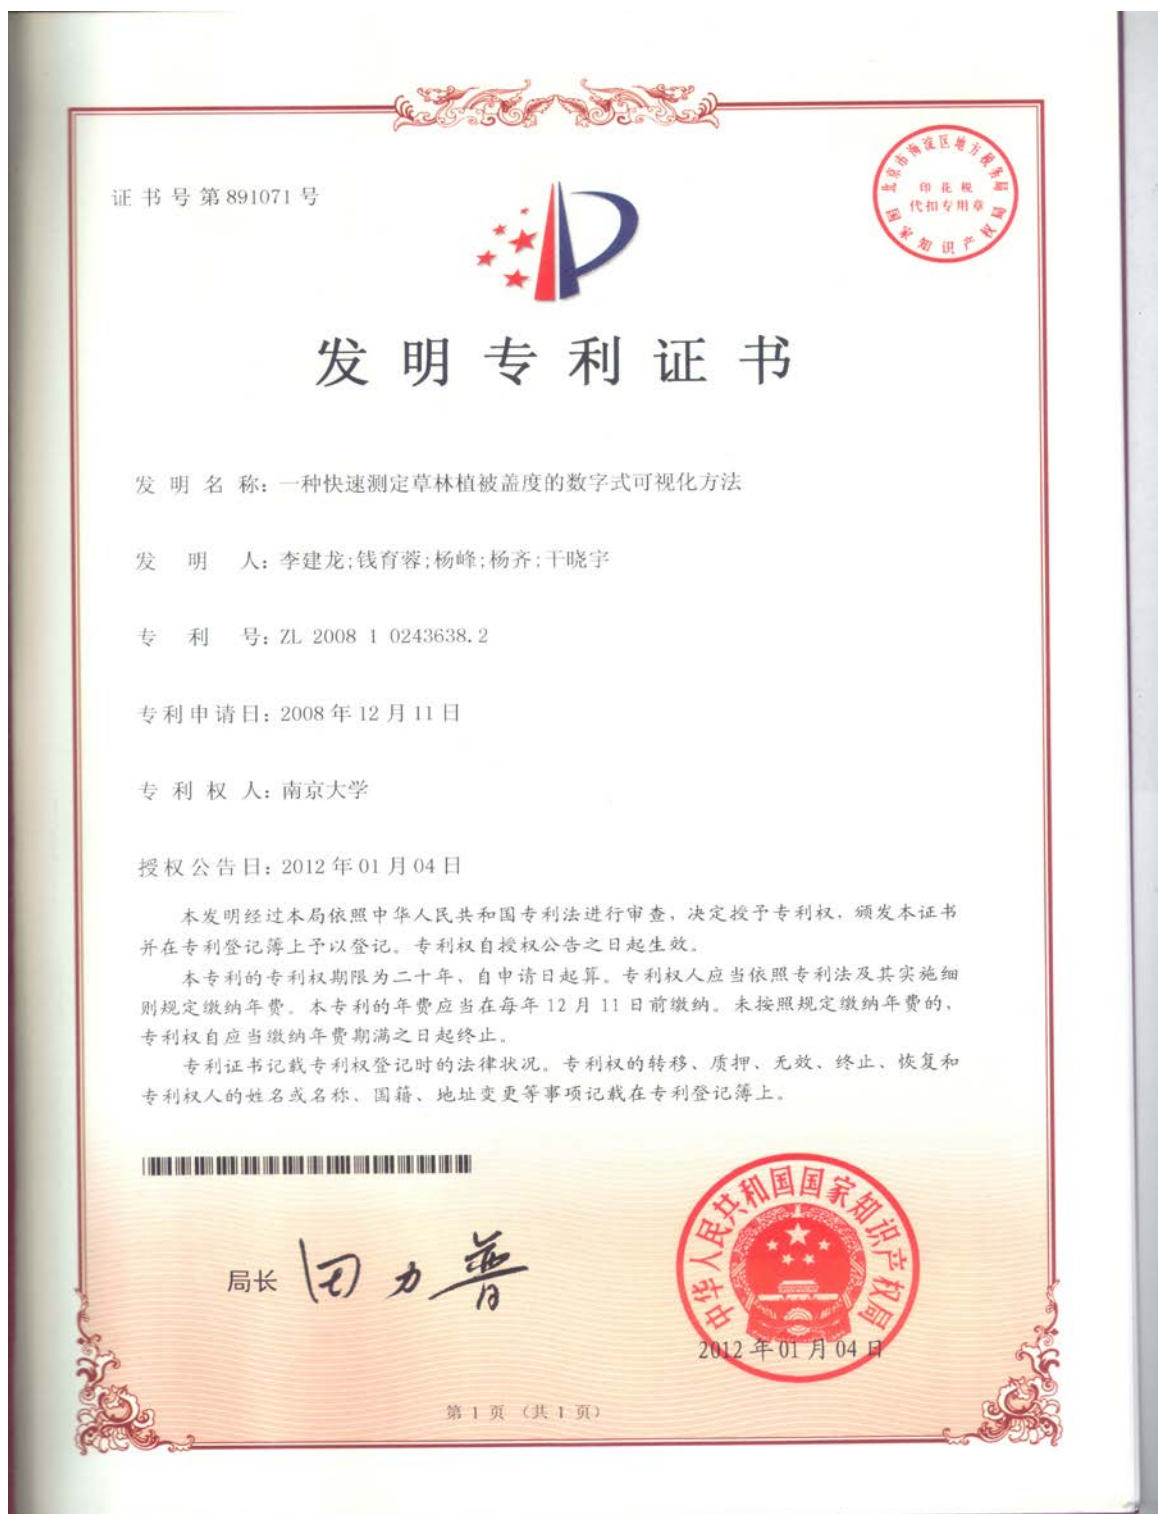 证书号第891071号
北京市海淀区地方税务局
印花税
代扣专用章
国家知识产权局
发明专利证书
发明名称：一种快速测定草林植被盖度的数字式可视化方法
发明人：李建龙;钱育蓉;杨峰;杨齐;干晓宇
专利号：ZL 2008 1 0243638.2
专利申请日：2008年12月11日
专利权人：南京大学
授权公告日：2012年01月04日
本发明经过本局依照中华人民共和国专利法进行审查，决定授予专利权，颁发本证书
并在专利登记簿上予以登记。专利权自授权公告之日起生效。
本专利的专利权期限为二十年，自申请日起算。专利权人应当依照专利法及其实施细
则规定缴纳年费。本专利的年费应当在每年12月11日前缴纳。未按照规定缴纳年费的，
专利权自应当缴纳年费期满之日起终止。
专利证书记载专利权登记时的法律状况。专利权的转移、质押、无效、终止、恢复和
专利权人的姓名或名称、国籍、地址变更等事项记载在专利登记簿上。
局长 田力普
中华人民共和国国家知识产权局
2012年01月04日
第1页（共1页）